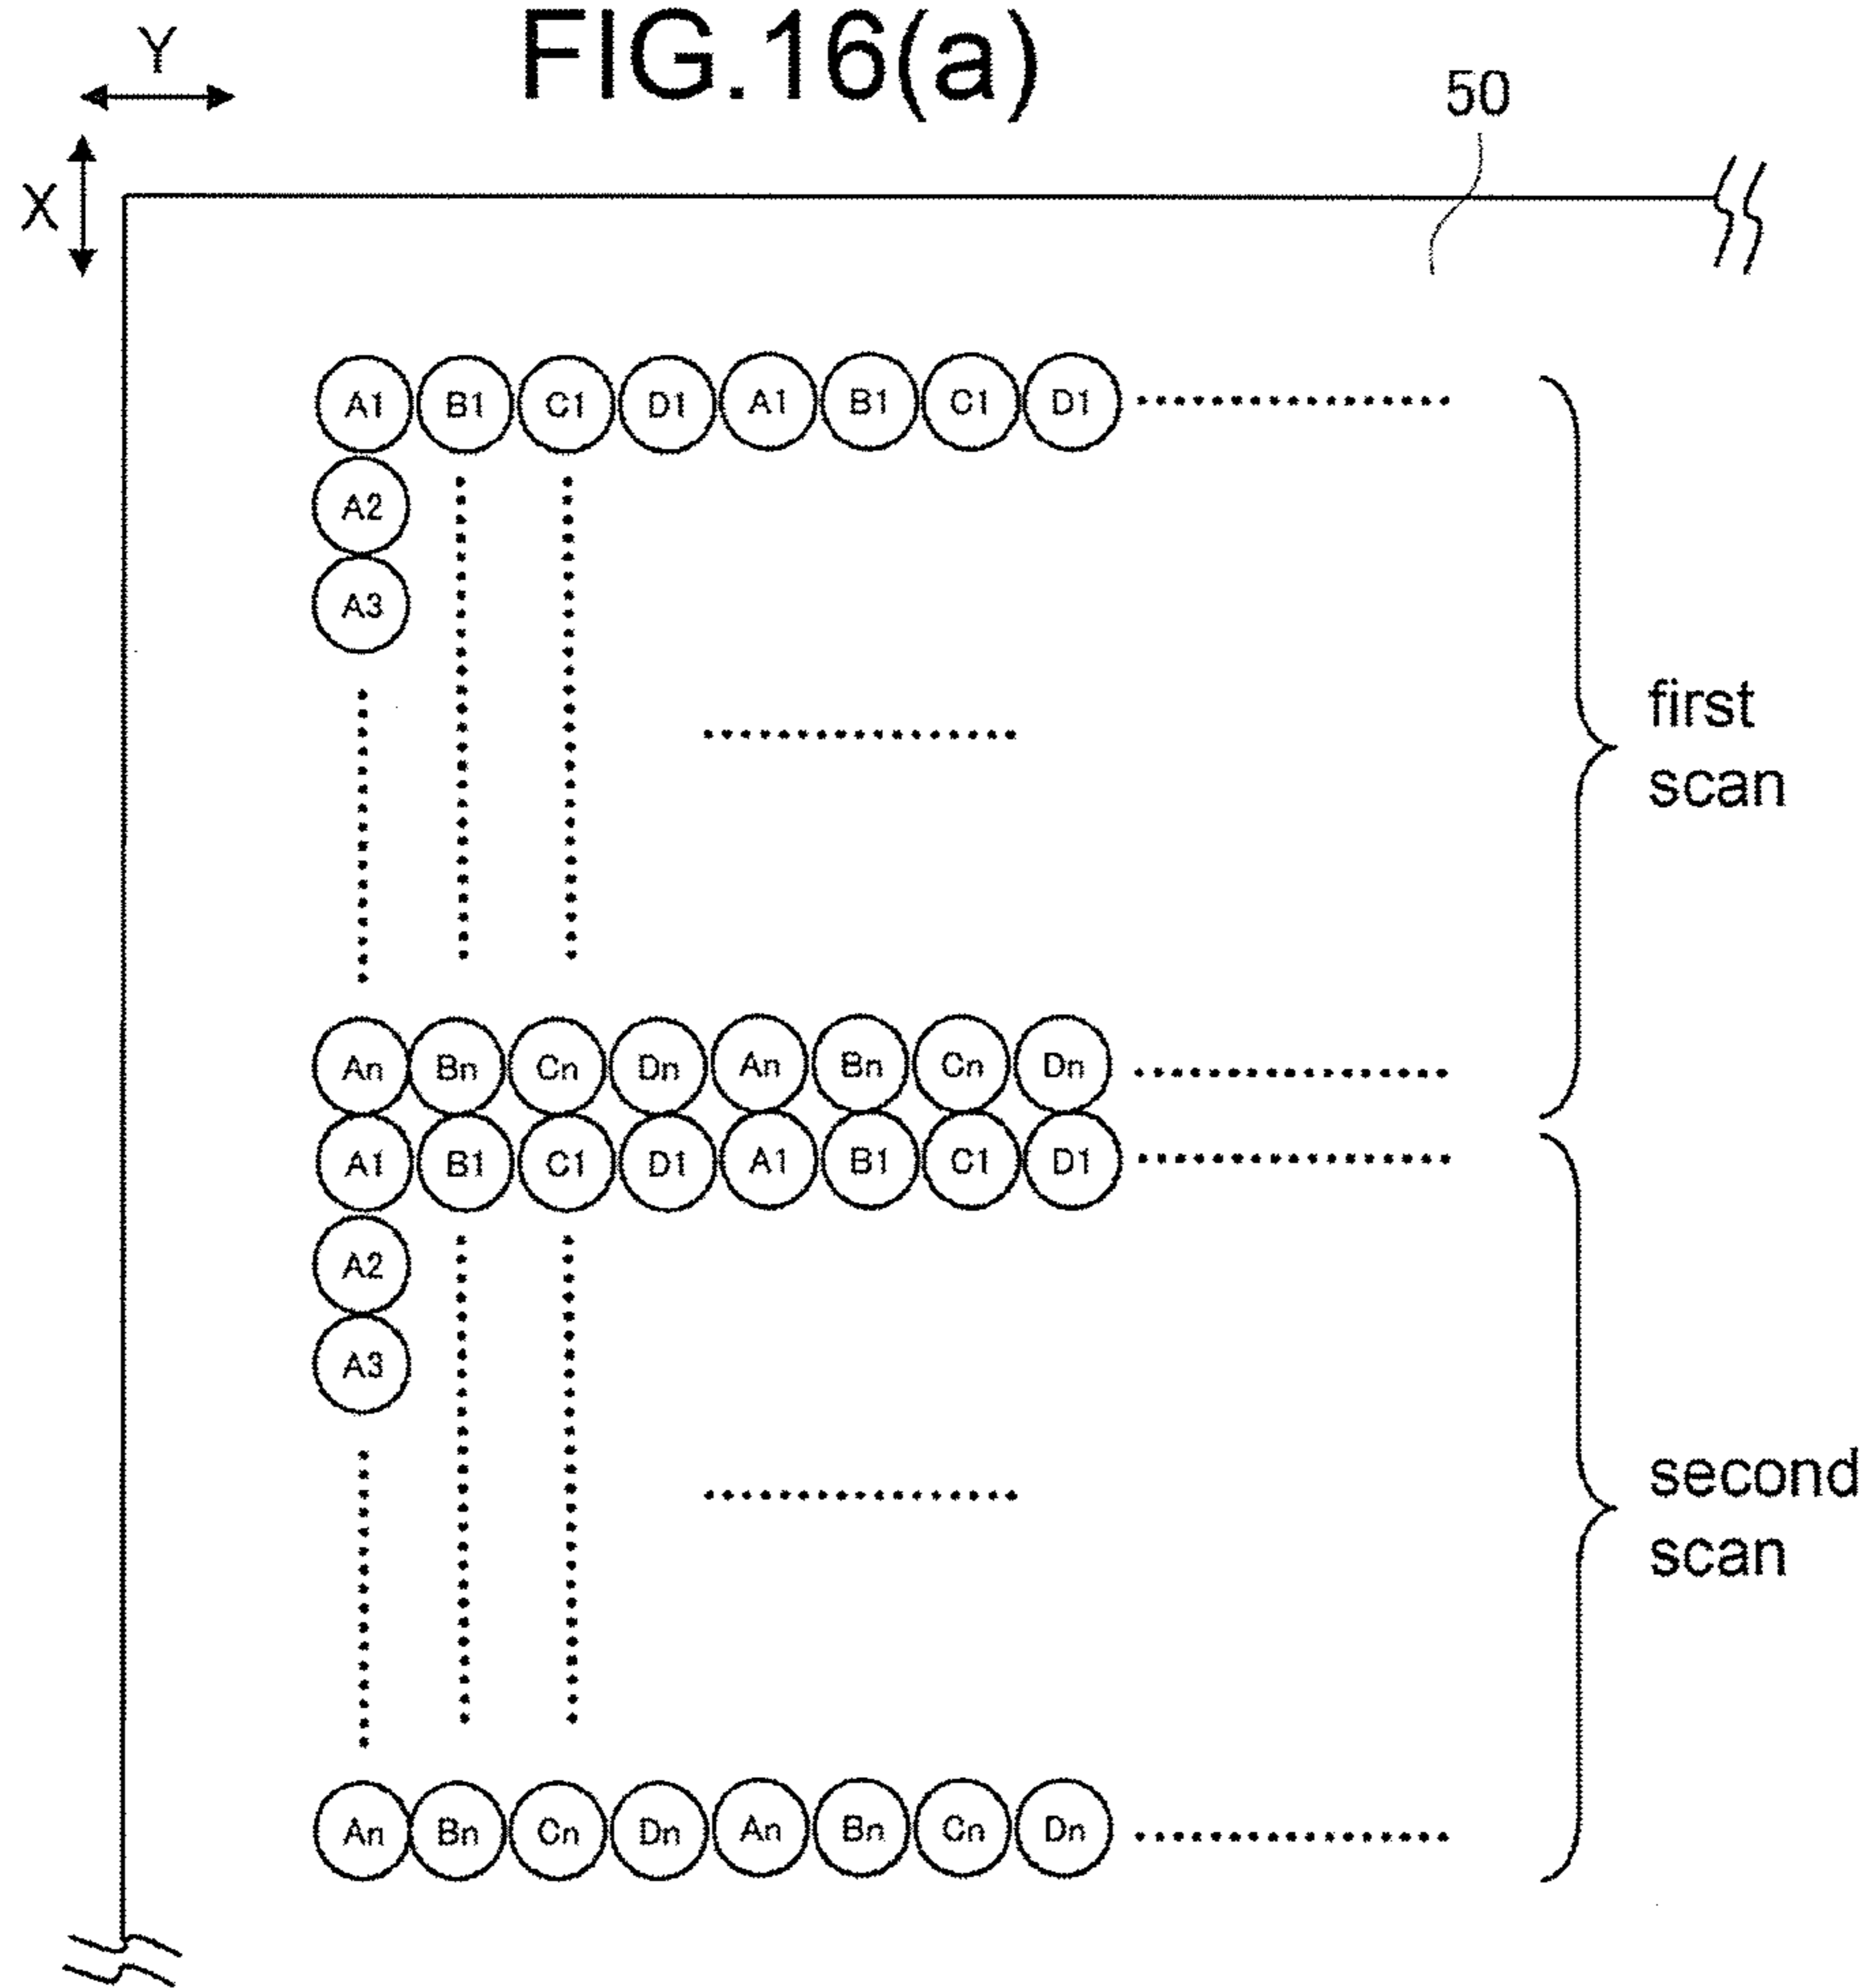 FIG.16(a)
Y
X
50
A1 B1 C1 D1 A1 B1 C1 D1
A2
A3
first
scan
An Bn Cn Dn An Bn Cn Dn
A1 B1 C1 D1 A1 B1 C1 D1
A2
A3
second
scan
An Bn Cn Dn An Bn Cn Dn